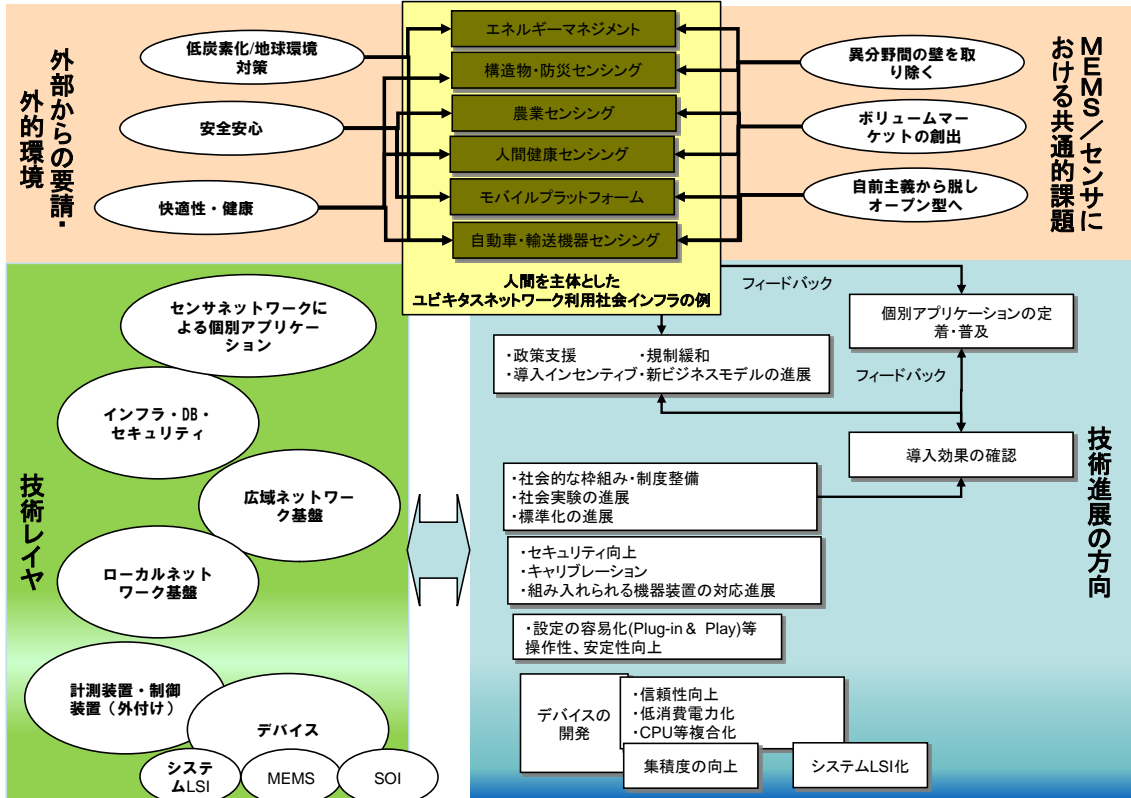 外部からの要請・
外的環境
低炭素化/地球環境
対策
安全安心
快適性・健康
エネルギーマネジメント
構造物・防災センシング
農業センシング
人間健康センシング
モバイルプラットフォーム
自動車・輸送機器センシング
人間を主体とした
ユビキタスネットワーク利用社会インフラの例
異分野間の壁を取
り除く
ボリュームマー
ケットの創出
自前主義から脱し
オープン型へ
MEMS/センサに
おける共通的課題
技術レイヤ
センサネットワークに
よる個別アプリケー
ション
インフラ・DB・
セキュリティ
広域ネットワー
ク基盤
ローカルネット
ワーク基盤
計測装置・制御
装置（外付け）
デバイス
システ
ムLSI
MEMS
SOI
フィードバック
個別アプリケーションの定
着・普及
・政策支援 ・規制緩和
・導入インセンティブ・新ビジネスモデルの進展
フィードバック
導入効果の確認
・社会的な枠組み・制度整備
・社会実験の進展
・標準化の進展
・セキュリティ向上
・キャリブレーション
・組み入れられる機器装置の対応進展
・設定の容易化(Plug-in & Play)等
操作性、安定性向上
デバイスの
開発
・信頼性向上
・低消費電力化
・CPU等複合化
集積度の向上
システムLSI化
技術進展の方向